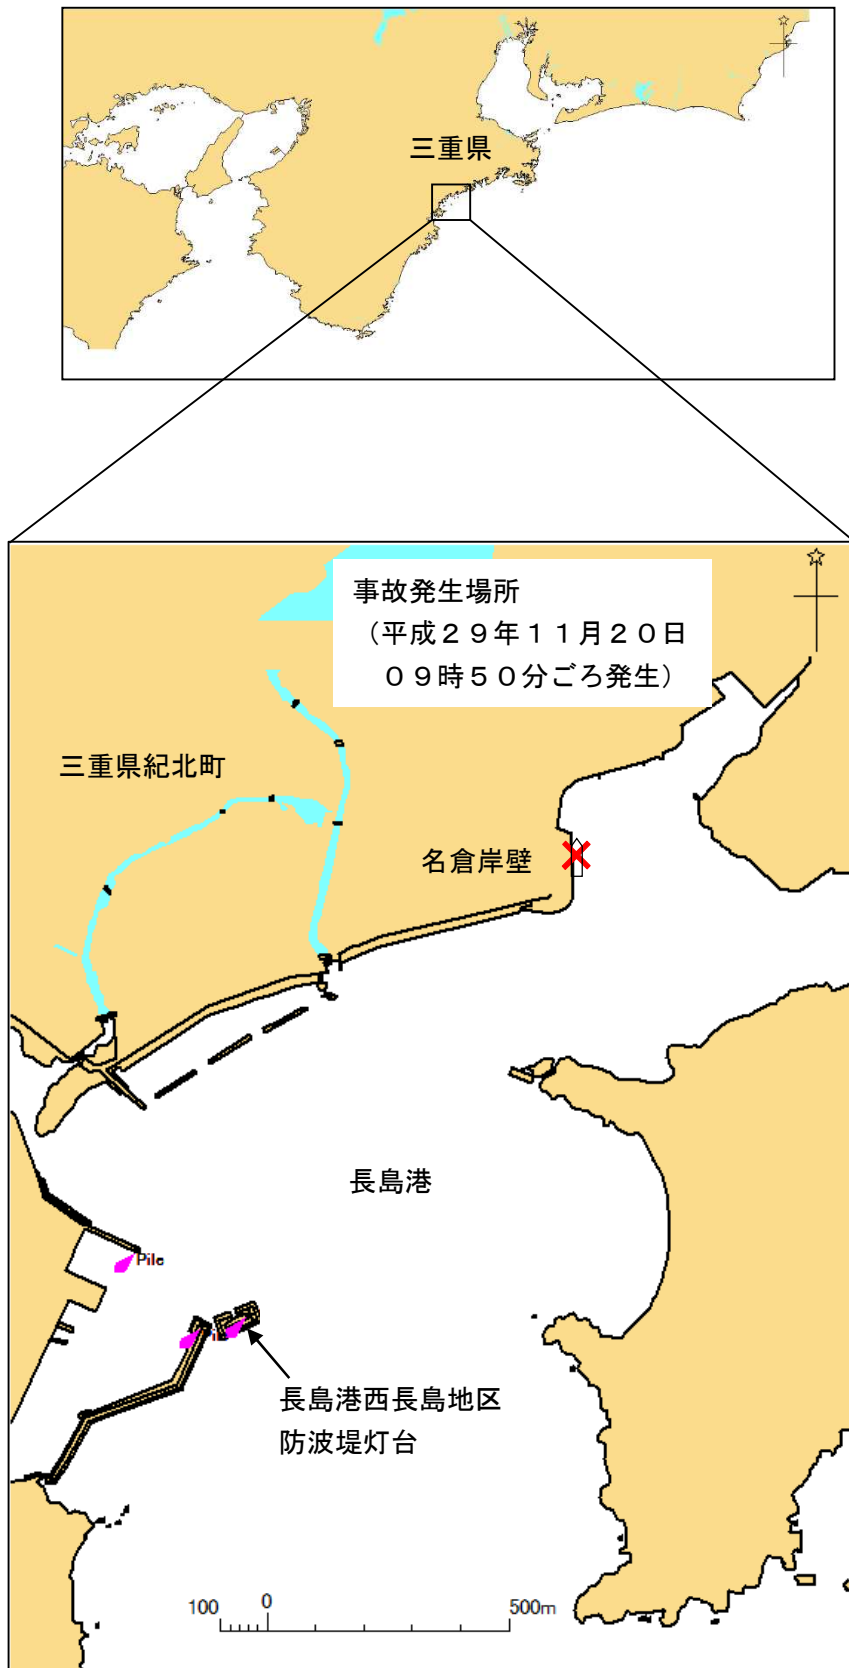 三重県
事故発生場所
（平成２９年１１月２０日
０９時５０分ごろ発生）
三重県紀北町
名倉岸壁
長島港
Pile
長島港西長島地区
防波堤灯台
100 0 500m